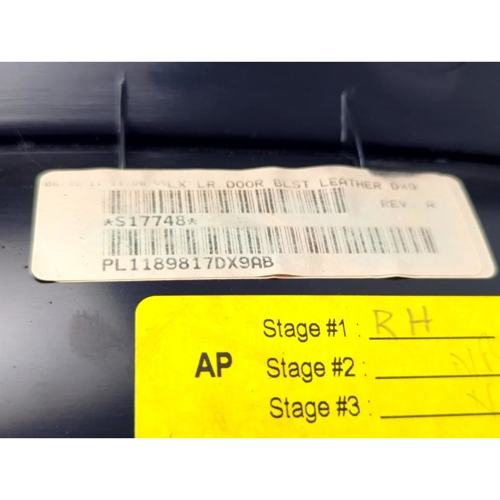 LX LR DOOR BLST LEATHER DX9
REV. A
*S17748*
PL1189817DX9AB
AP
Stage #1 : RH
Stage #2 :
Stage #3 :